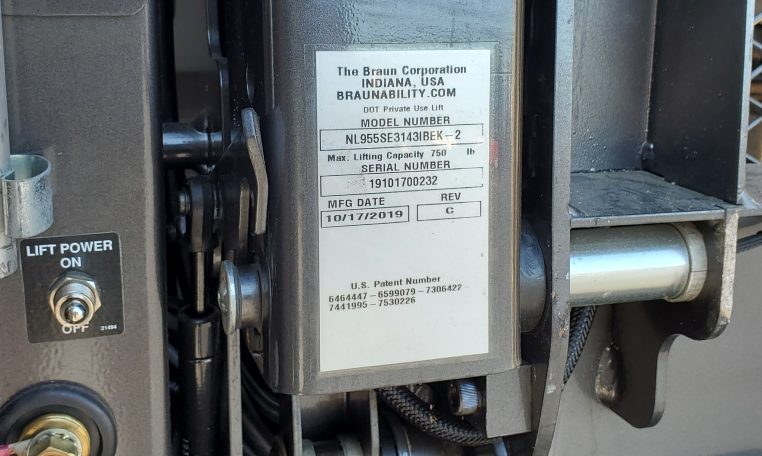 The Braun Corporation
INDIANA, USA
BRAUNABILITY.COM
DOT Private Use Lift
MODEL NUMBER
NL955SE3143IBEK-2
Max. Lifting Capacity 750 lb
SERIAL NUMBER
19101700232
MFG DATE REV
10/17/2019 C
U.S. Patent Number
6464447-6599079-7306422-
7441995-7530226
LIFT POWER
ON
OFF
21484